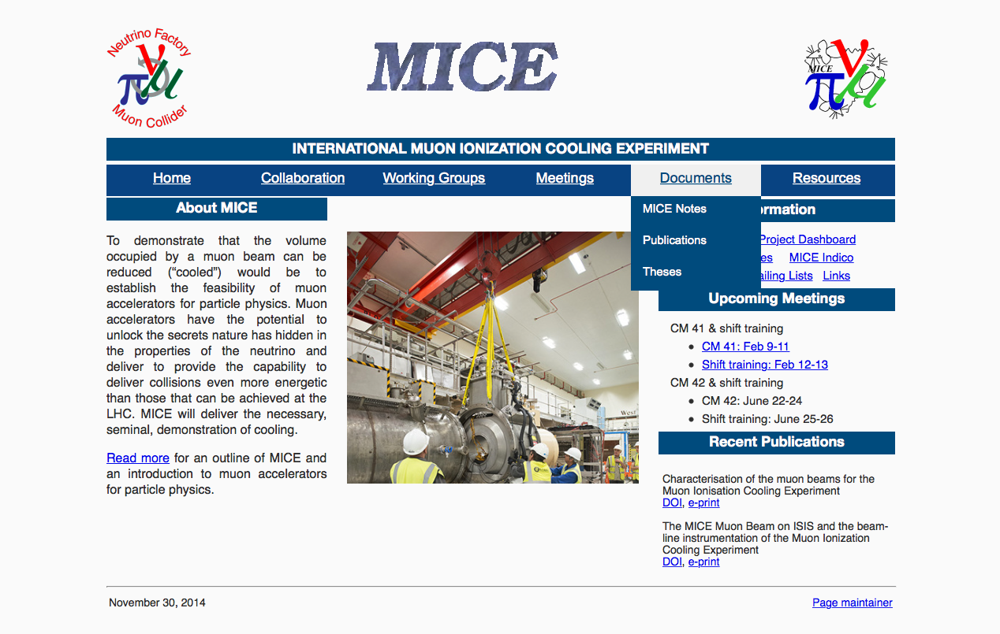 Neutrino Factory
ν
π μ
Muon Collider
MICE
MICE
ν
π μ
INTERNATIONAL MUON IONIZATION COOLING EXPERIMENT
Home Collaboration Working Groups Meetings Documents Resources
MICE Notes
Publications
Theses
About MICE
To demonstrate that the volume
occupied by a muon beam can be
reduced (“cooled”) would be to
establish the feasibility of muon
accelerators for particle physics. Muon
accelerators have the potential to
unlock the secrets nature has hidden in
the properties of the neutrino and
deliver to provide the capability to
deliver collisions even more energetic
than those that can be achieved at the
LHC. MICE will deliver the necessary,
seminal, demonstration of cooling.
Read more for an outline of MICE and
an introduction to muon accelerators
for particle physics.
West
ormation
Project Dashboard
es MICE Indico
ailing Lists Links
Upcoming Meetings
CM 41 & shift training
• CM 41: Feb 9-11
• Shift training: Feb 12-13
CM 42 & shift training
• CM 42: June 22-24
• Shift training: June 25-26
Recent Publications
Characterisation of the muon beams for the
Muon Ionisation Cooling Experiment
DOI, e-print
The MICE Muon Beam on ISIS and the beam-
line instrumentation of the Muon Ionization
Cooling Experiment
DOI, e-print
November 30, 2014
Page maintainer